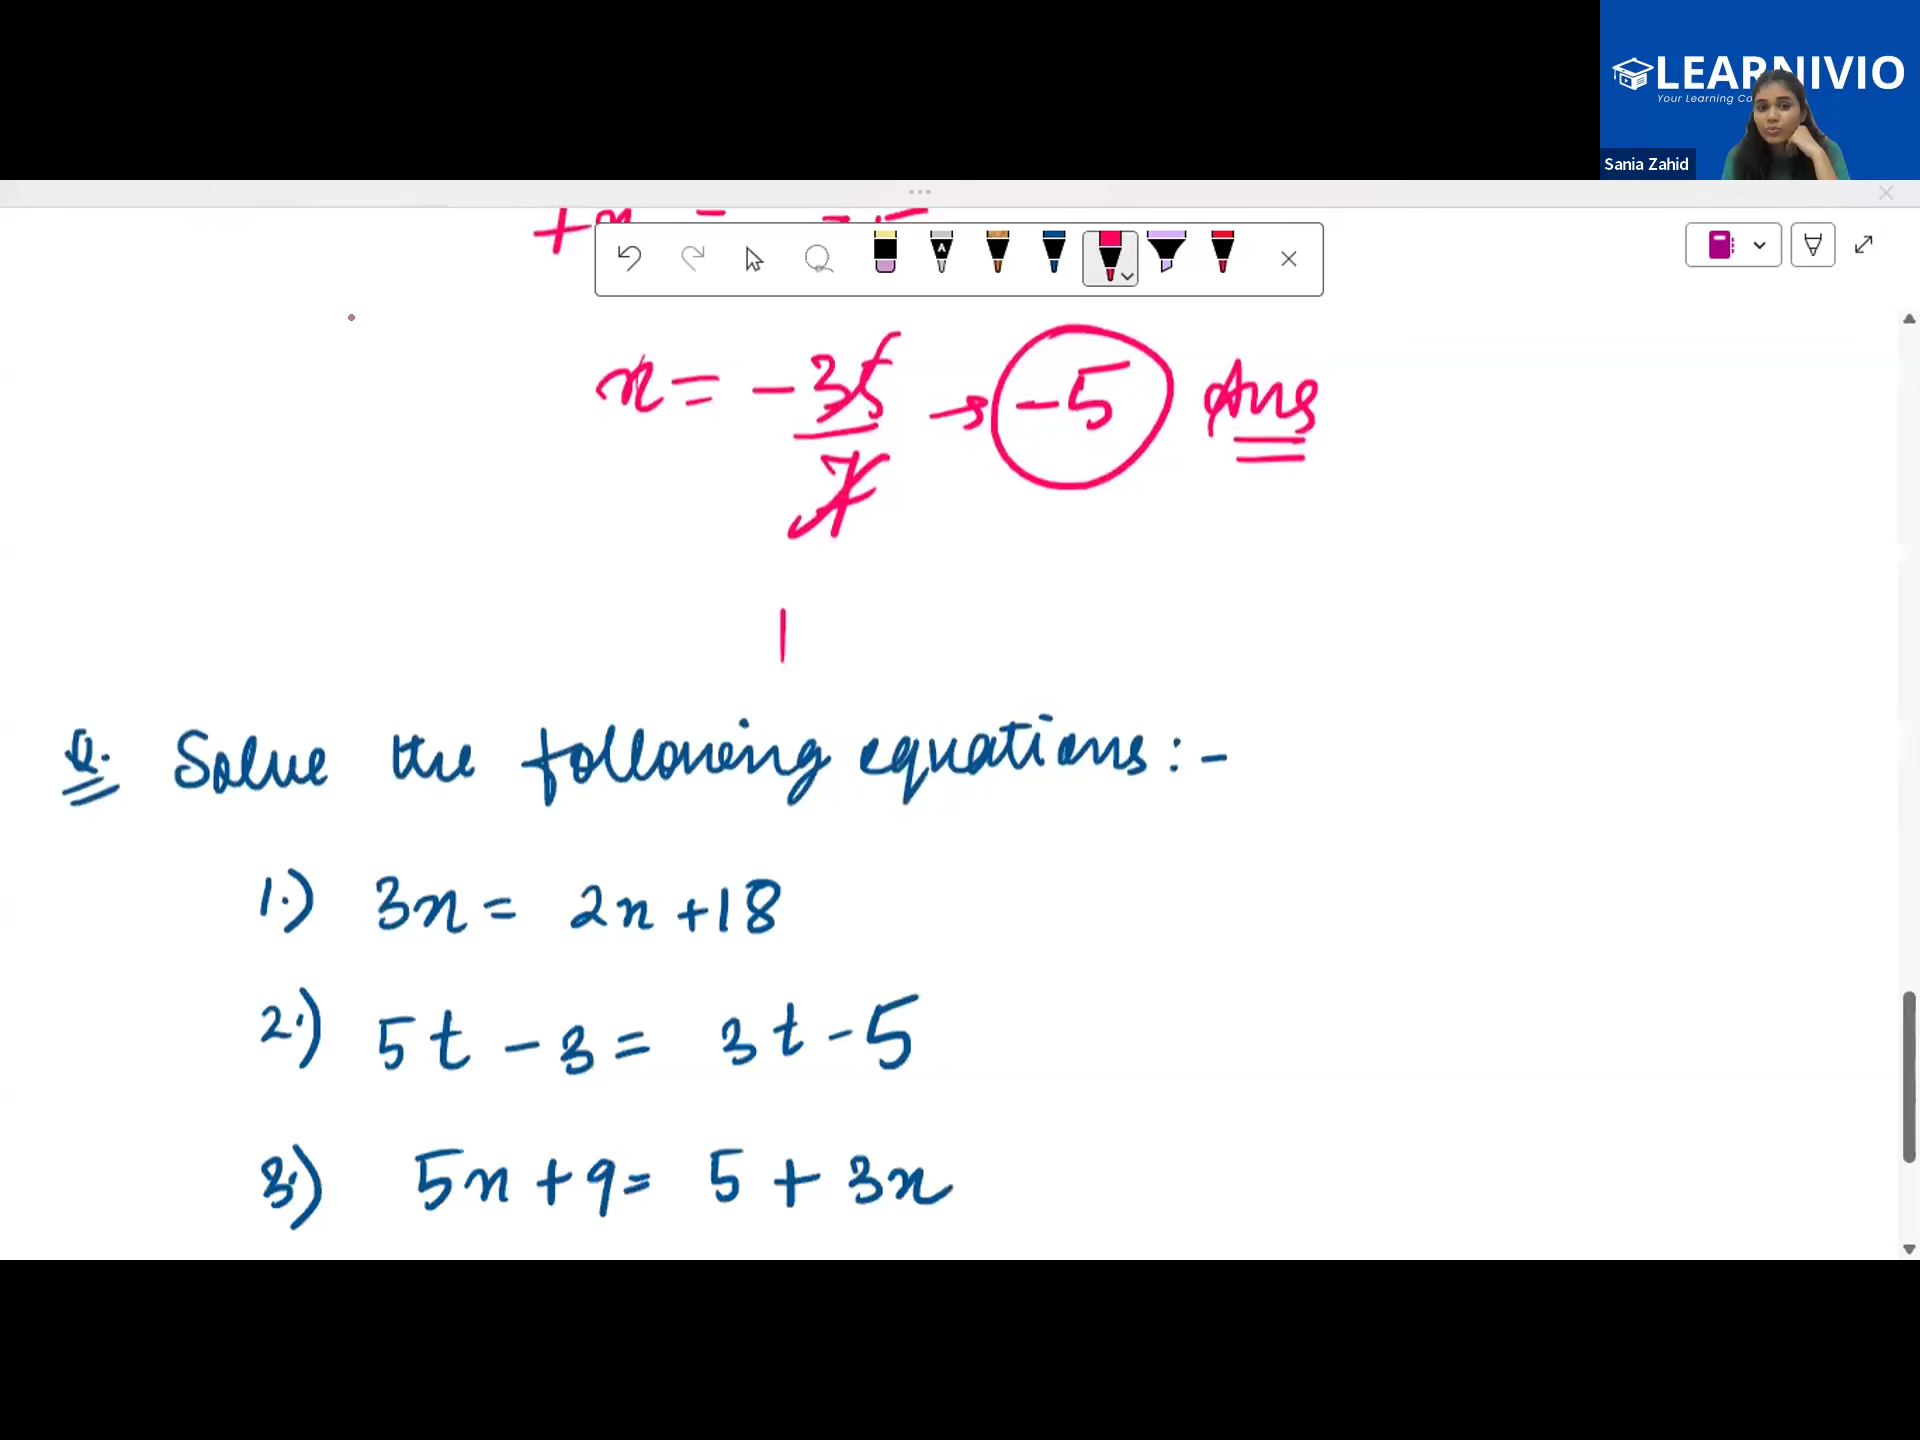 LEARNIVIO
Your Learning Co
Sania Zahid
x = -35/7 → -5 Ans
1
Q. Solve the following equations:-
1.) 3x = 2x +18
2.) 5t - 3 = 3t - 5
3.) 5x + 9 = 5 + 3x